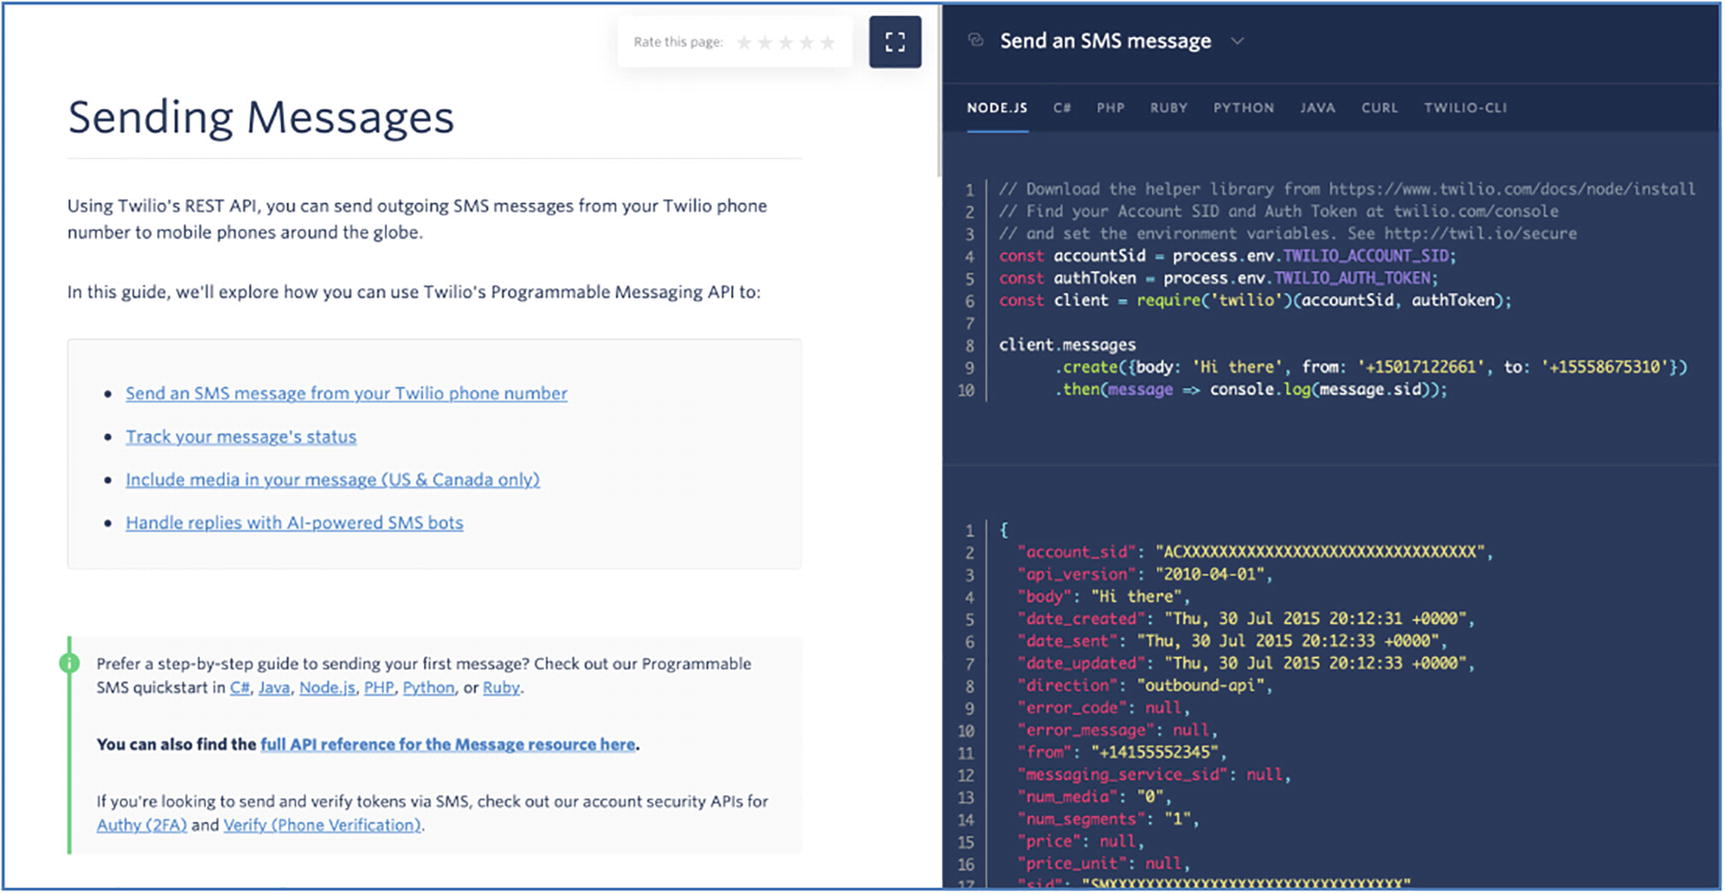 Rate this page:
Sending Messages
Using Twilio's REST API, you can send outgoing SMS messages from your Twilio phone
number to mobile phones around the globe.
In this guide, we'll explore how you can use Twilio's Programmable Messaging API to:
Send an SMS message from your Twilio phone number
Track your message's status
Include media in your message (US & Canada only)
Handle replies with AI-powered SMS bots
Prefer a step-by-step guide to sending your first message? Check out our Programmable
SMS quickstart in C#, Java, Node.js, PHP, Python, or Ruby.
You can also find the full API reference for the Message resource here.
If you're looking to send and verify tokens via SMS, check out our account security APIs for
Authy (2FA) and Verify (Phone Verification).
Send an SMS message
NODE.JS C# PHP RUBY PYTHON JAVA CURL TWILIO-CLI
1 // Download the helper library from https://www.twilio.com/docs/node/install
2 // Find your Account SID and Auth Token at twilio.com/console
3 // and set the environment variables. See http://twil.io/secure
4 const accountSid = process.env.TWILIO_ACCOUNT_SID;
5 const authToken = process.env.TWILIO_AUTH_TOKEN;
6 const client = require('twilio')(accountSid, authToken);
7
8 client.messages
9 .create({body: 'Hi there', from: '+15017122661', to: '+15558675310'})
10 .then(message => console.log(message.sid));
1 {
2 "account_sid": "ACXXXXXXXXXXXXXXXXXXXXXXXXXXXXXXXX",
3 "api_version": "2010-04-01",
4 "body": "Hi there",
5 "date_created": "Thu, 30 Jul 2015 20:12:31 +0000",
6 "date_sent": "Thu, 30 Jul 2015 20:12:33 +0000",
7 "date_updated": "Thu, 30 Jul 2015 20:12:33 +0000",
8 "direction": "outbound-api",
9 "error_code": null,
10 "error_message": null,
11 "from": "+14155552345",
12 "messaging_service_sid": null,
13 "num_media": "0",
14 "num_segments": "1",
15 "price": null,
16 "price_unit": null,
17 "sid": "SMXXXXXXXXXXXXXXXXXXXXXXXXXXXXXXXX"